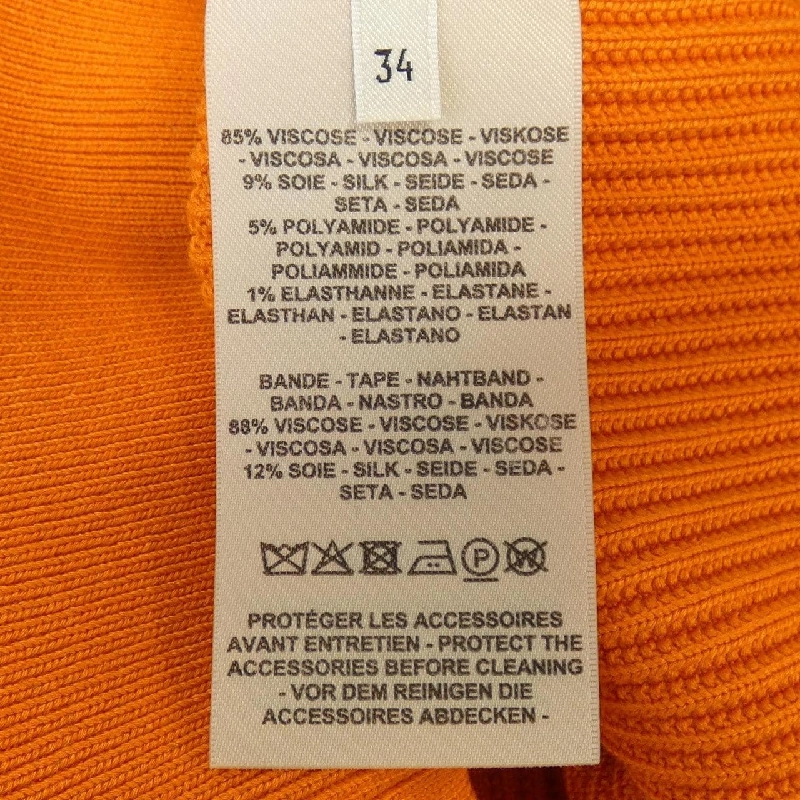 34
85% VISCOSE - VISCOSE - VISKOSE
- VISCOSA - VISCOSA - VISCOSE
9% SOIE - SILK - SEIDE - SEDA -
SETA - SEDA
5% POLYAMIDE - POLYAMIDE -
POLYAMID - POLIAMIDA -
POLIAMMIDE - POLIAMIDA
1% ELASTHANNE - ELASTANE -
ELASTHAN - ELASTANO - ELASTAN
- ELASTANO
BANDE - TAPE - NAHTBAND -
BANDA - NASTRO - BANDA
88% VISCOSE - VISCOSE - VISKOSE
- VISCOSA - VISCOSA - VISCOSE
12% SOIE - SILK - SEIDE - SEDA -
SETA - SEDA
P W
PROTÉGER LES ACCESSOIRES
AVANT ENTRETIEN - PROTECT THE
ACCESSORIES BEFORE CLEANING
- VOR DEM REINIGEN DIE
ACCESSOIRES ABDECKEN -